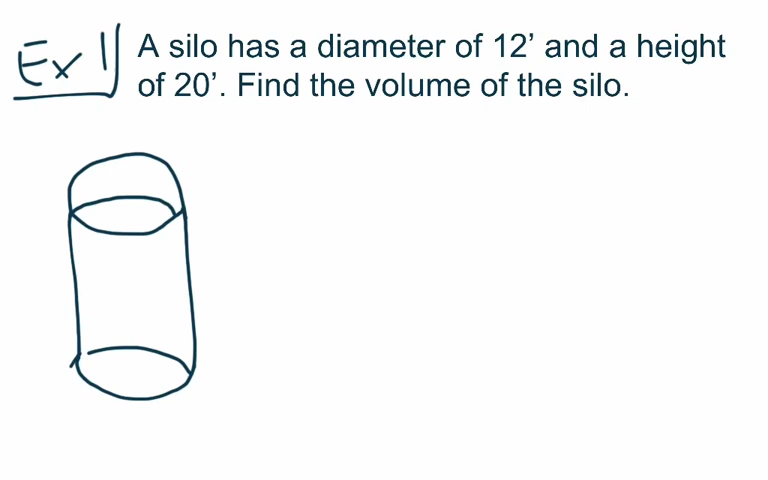 Ex 1 A silo has a diameter of 12’ and a height
of 20’. Find the volume of the silo.